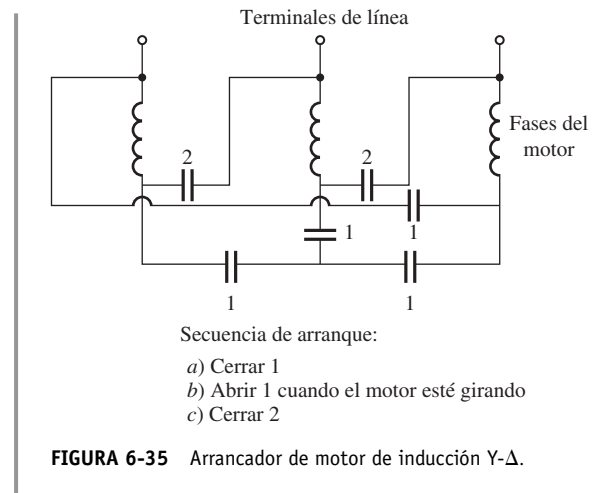 Terminales de línea
Fases del
motor
2
2
1
1
1
1
Secuencia de arranque:
a) Cerrar 1
b) Abrir 1 cuando el motor esté girando
c) Cerrar 2
FIGURA 6-35 Arrancador de motor de inducción Y-Δ.